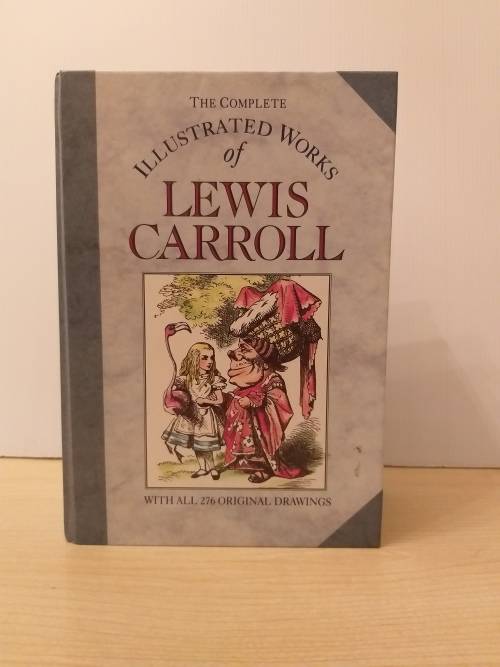 THE COMPLETE
ILLUSTRATED WORKS
of
LEWIS
CARROLL
WITH ALL 276 ORIGINAL DRAWINGS